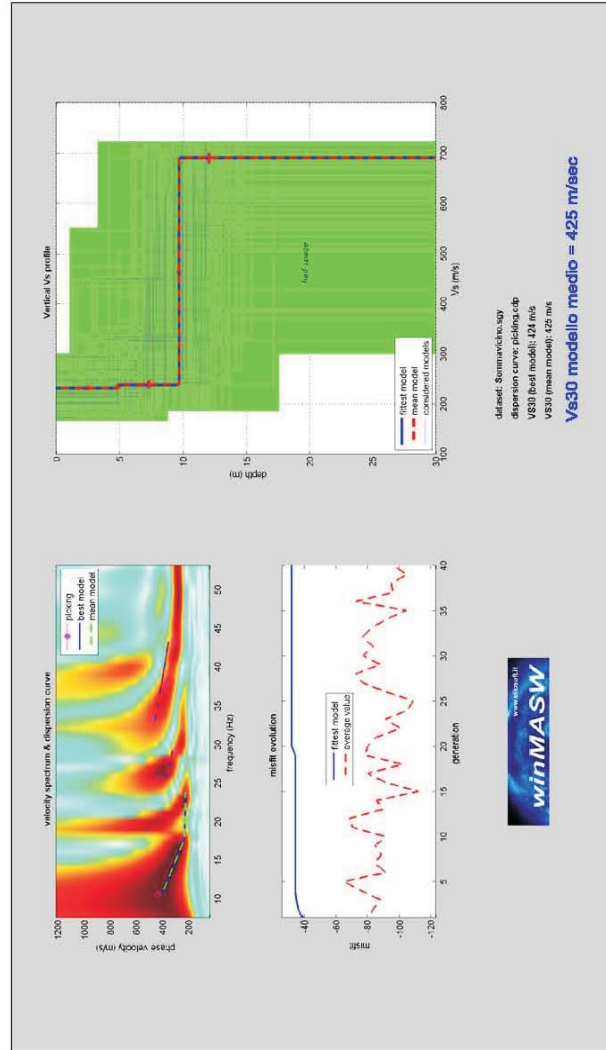 velocity spectrum & dispersion curve
picking
best model
mean model
phase velocity (m/s)
1200
1000
800
600
400
200
10
15
20
25
30
35
40
45
50
frequency (Hz)
misfit evolution
fittest model
average value
misfit
-40
-60
-80
-100
-120
5
10
15
20
25
30
35
40
generation
winMASW
www.eliosoft.it
Vertical Vs profile
depth (m)
0
5
10
15
20
25
30
half-space
fittest model
mean model
considered models
100
200
300
400
500
600
700
800
Vs (m/s)
dataset: Sommavicino.sgy
dispersion curve: picking.cdp
VS30 (best model): 424 m/s
VS30 (mean model): 425 m/s
Vs30 modello medio = 425 m/sec